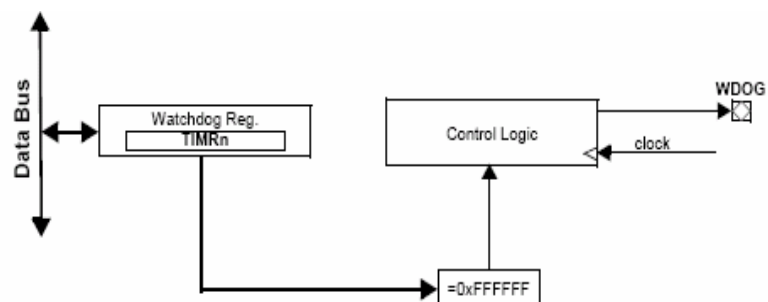 Data Bus
Watchdog Reg.
TIMRn
Control Logic
WDOG
clock
=0xFFFFFF